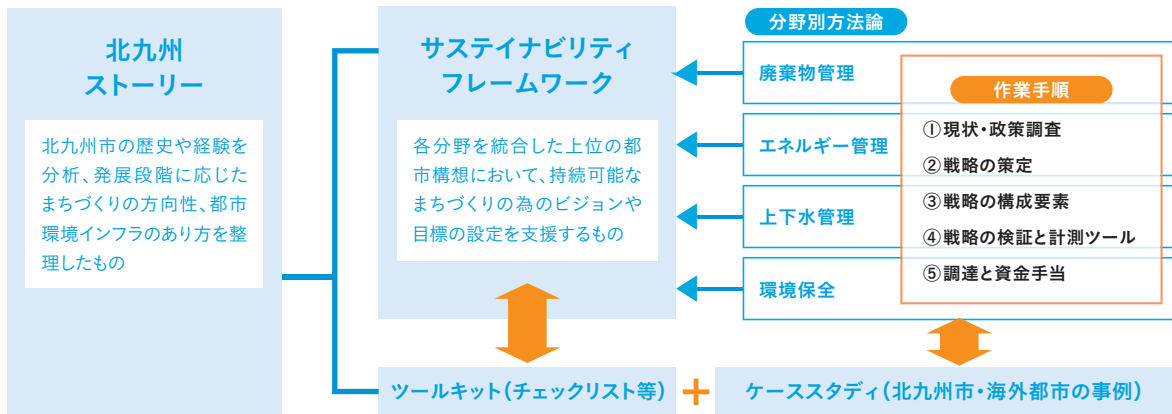 北九州
ストーリー
北九州市の歴史や経験を
分析、発展段階に応じた
まちづくりの方向性、都市
環境インフラのあり方を整
理したもの
サステイナビリティ
フレームワーク
各分野を統合した上位の都
市構想において、持続可能な
まちづくりの為のビジョンや
目標の設定を支援するもの
分野別方法論
廃棄物管理
エネルギー管理
上下水管理
環境保全
作業手順
①現状・政策調査
②戦略の策定
③戦略の構成要素
④戦略の検証と計測ツール
⑤調達と資金手当
ツールキット(チェックリスト等)
+
ケーススタディ(北九州市・海外都市の事例)